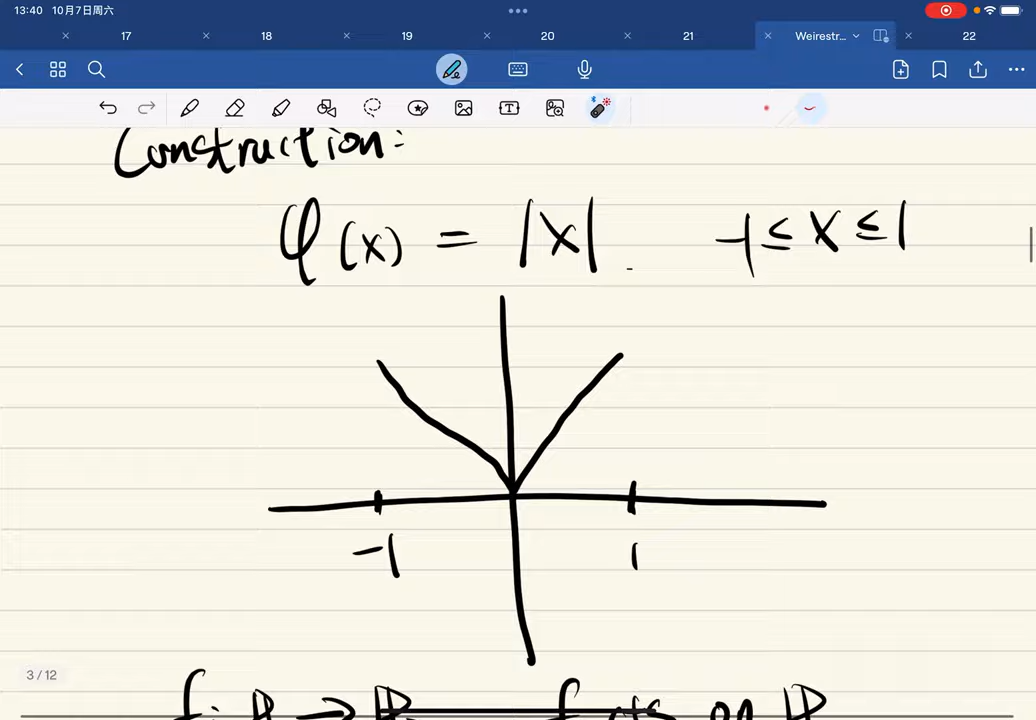 13:40 10月7日周六
17 18 19 20 21 Weirestr... 22
Construction:
φ(x) = |x|. -1 ≤ x ≤ 1
-1 1
3 / 12